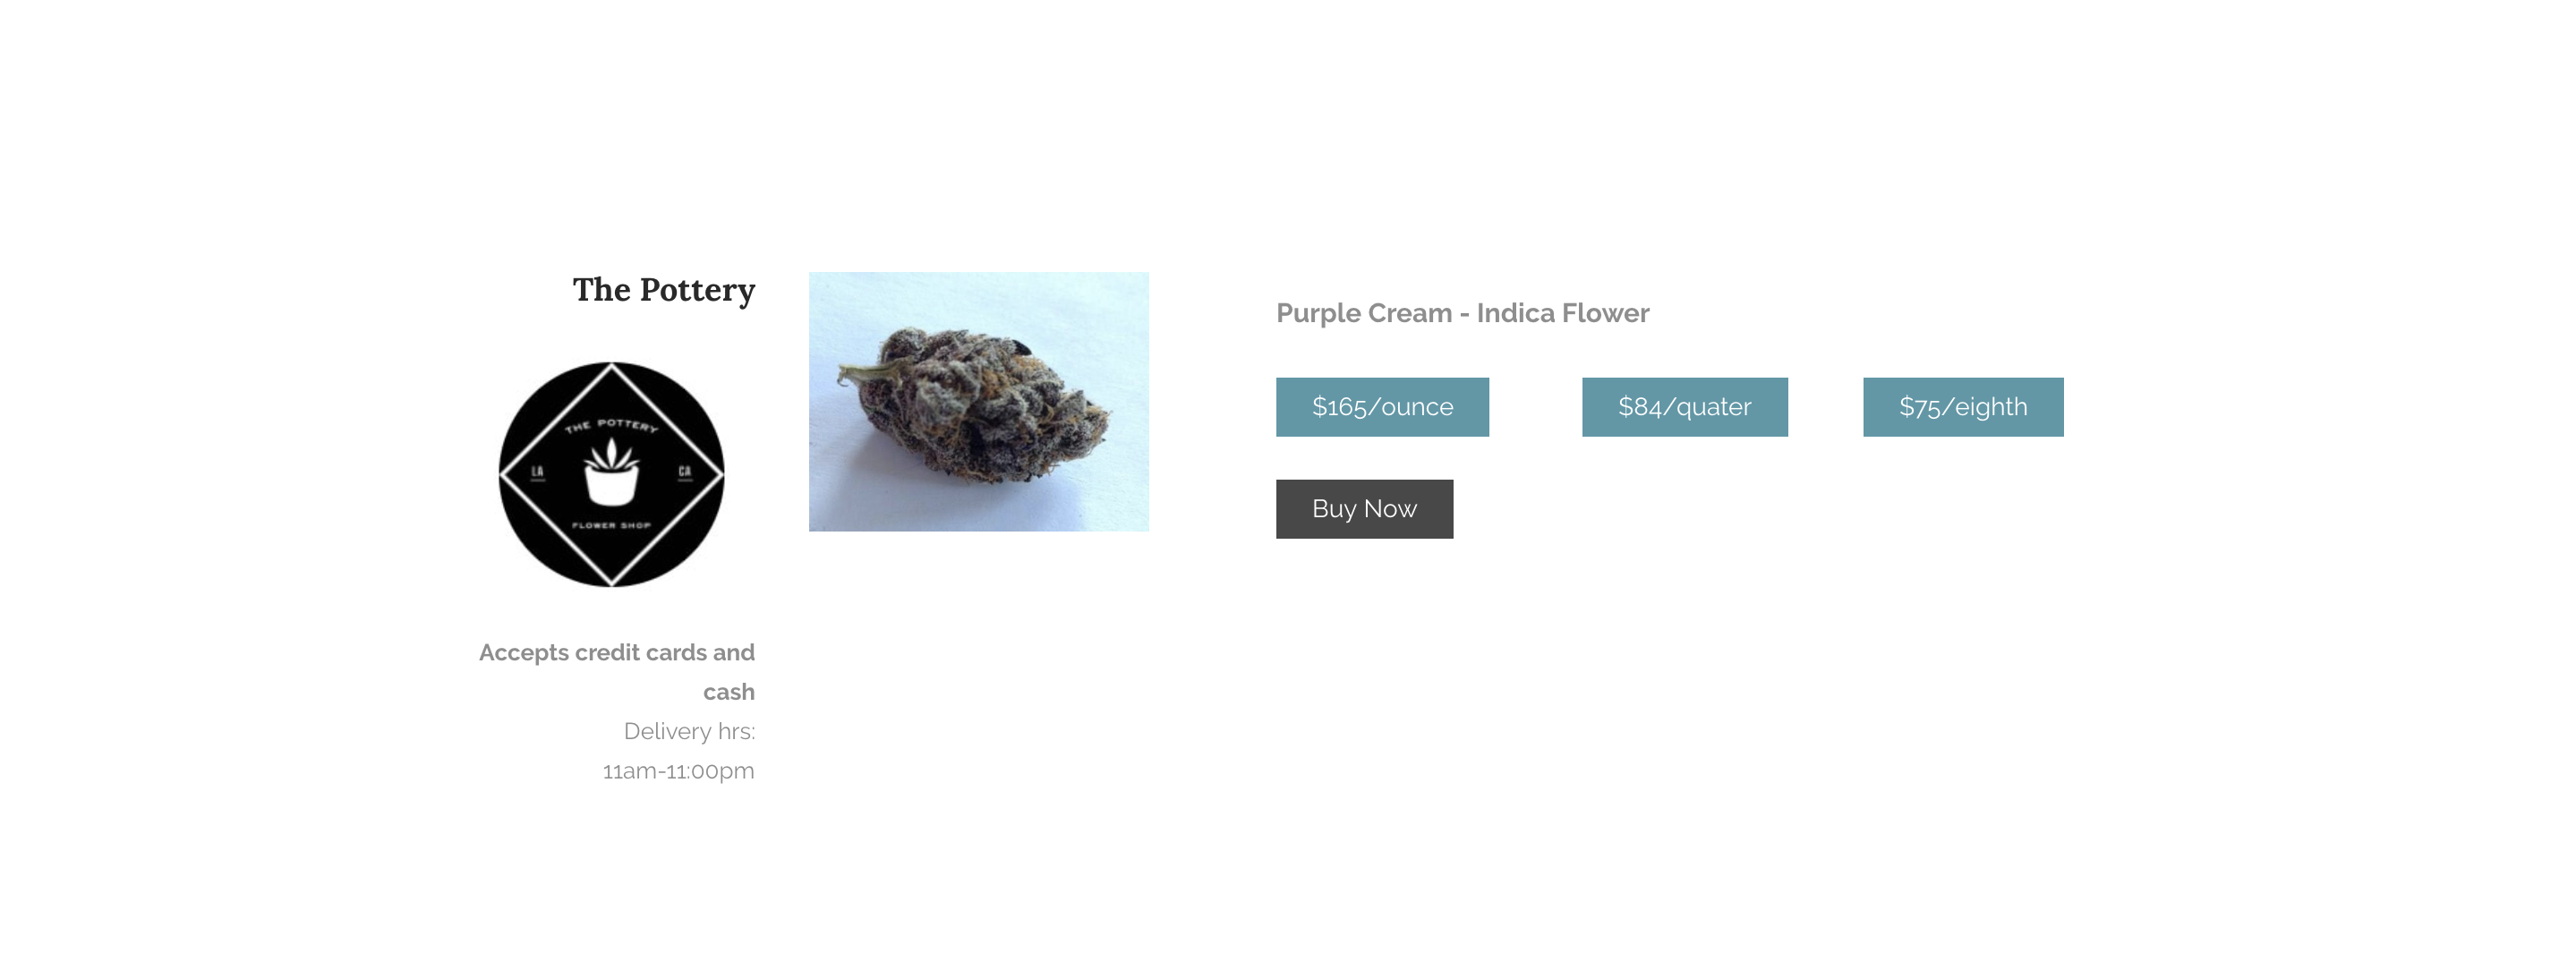 The Pottery
THE POTTERY
LA
CA
FLOWER SHOP
Accepts credit cards and
cash
Delivery hrs:
11am-11:00pm
Purple Cream - Indica Flower
$165/ounce
$84/quater
$75/eighth
Buy Now